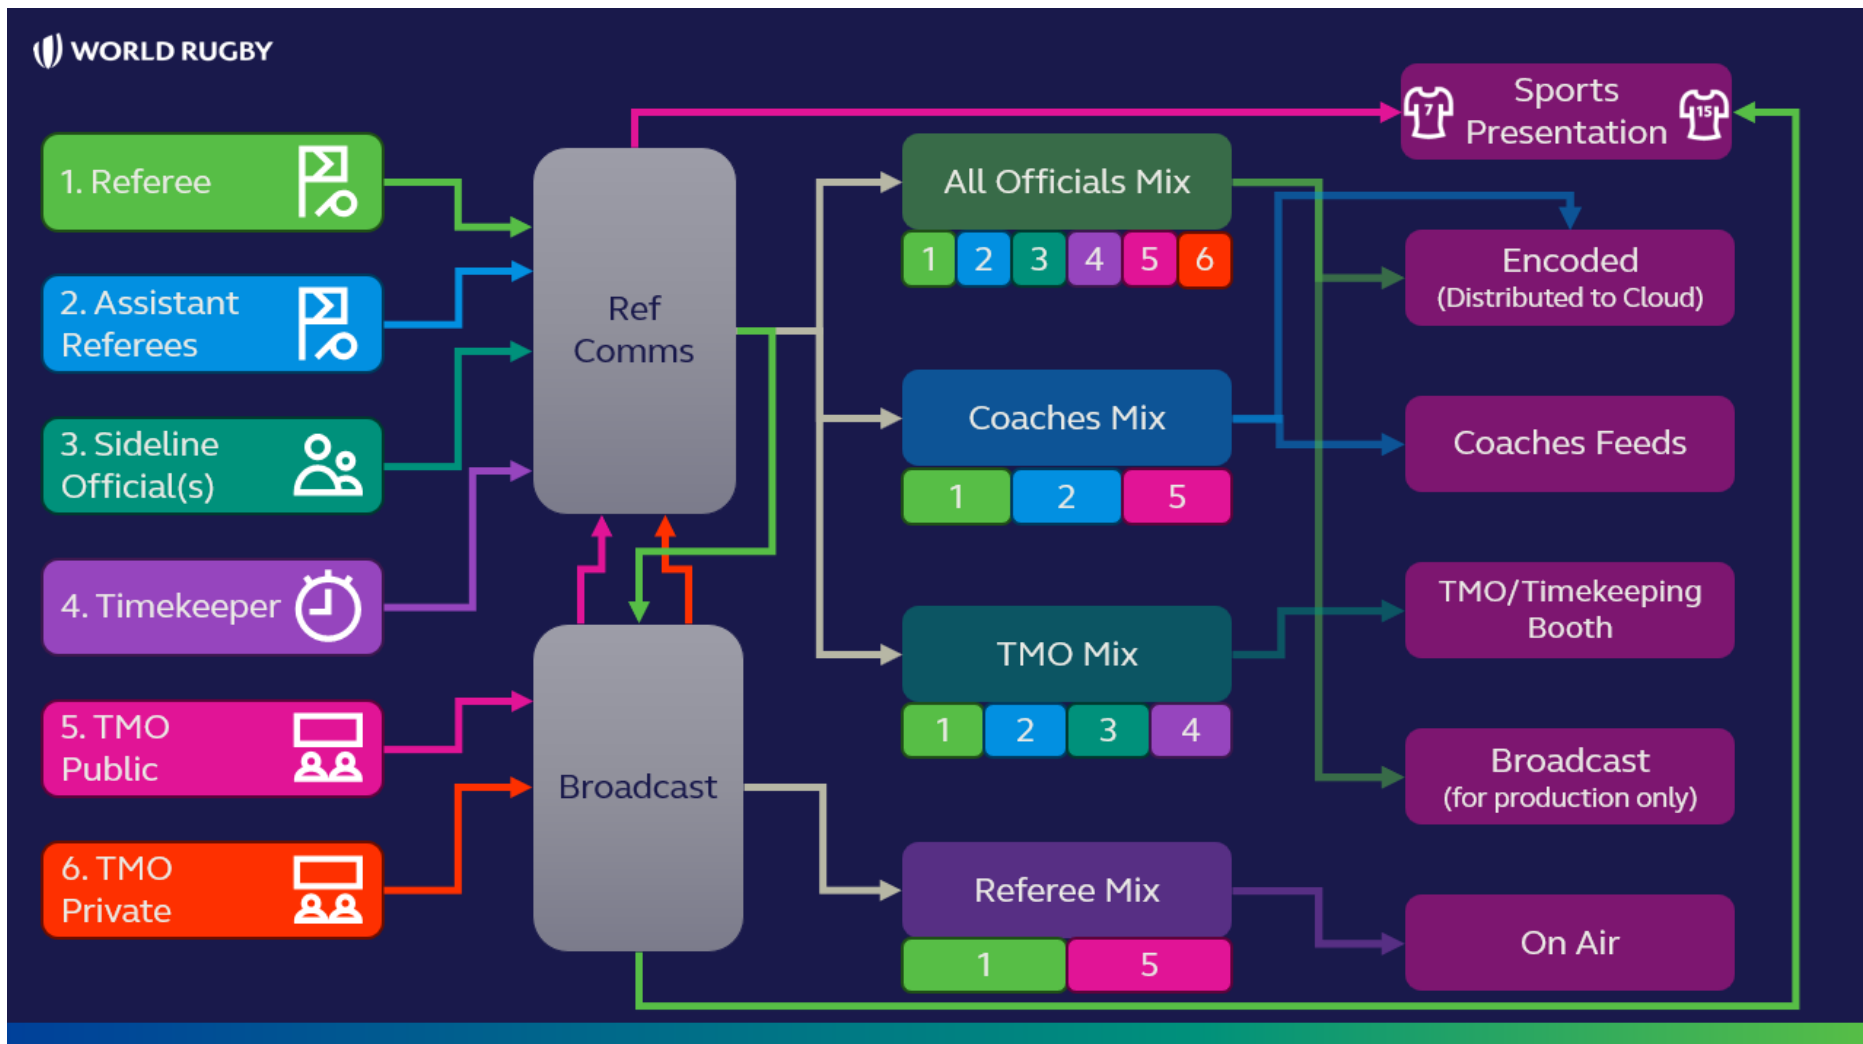 WORLD RUGBY
1. Referee
2. Assistant
Referees
3. Sideline
Official(s)
4. Timekeeper
5. TMO
Public
6. TMO
Private
Ref
Comms
Broadcast
All Officials Mix
1 2 3 4 5 6
Coaches Mix
1 2 5
TMO Mix
1 2 3 4
Referee Mix
1 5
7
Sports
Presentation
15
Encoded
(Distributed to Cloud)
Coaches Feeds
TMO/Timekeeping
Booth
Broadcast
(for production only)
On Air